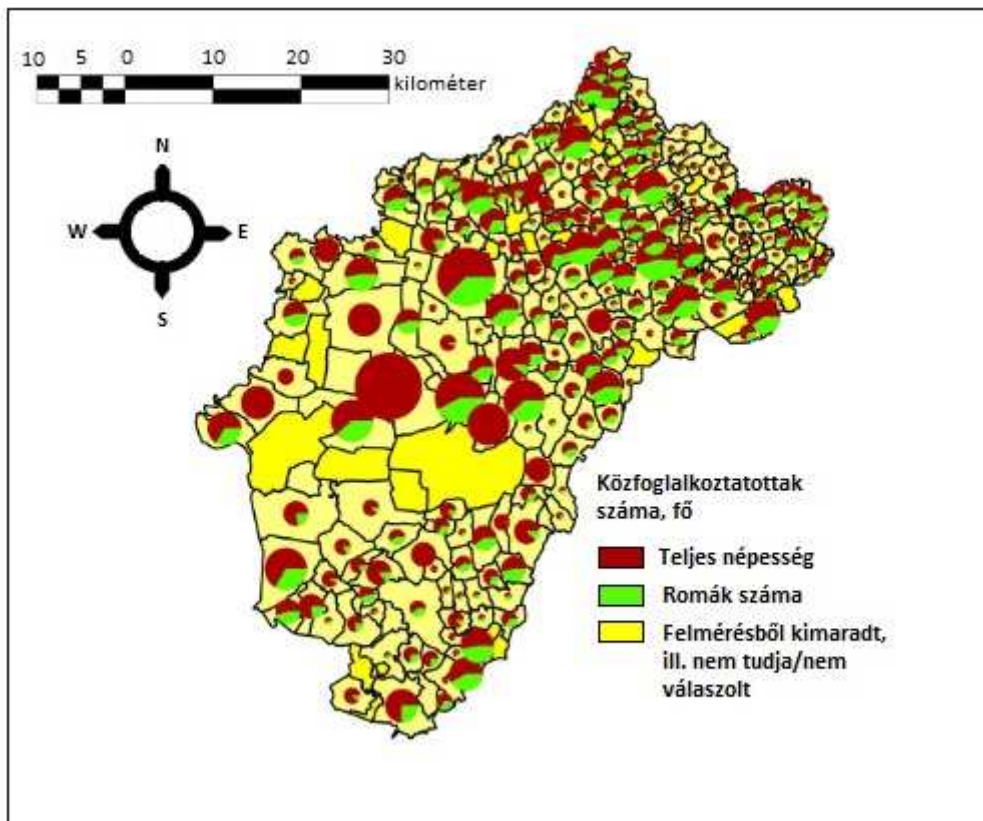 10 5 0 10 20 30
kilométer
N
W E
S
Közfoglalkoztatottak
száma, fő
Teljes népesség
Romák száma
Felmérésből kimaradt,
ill. nem tudja/nem
válaszolt